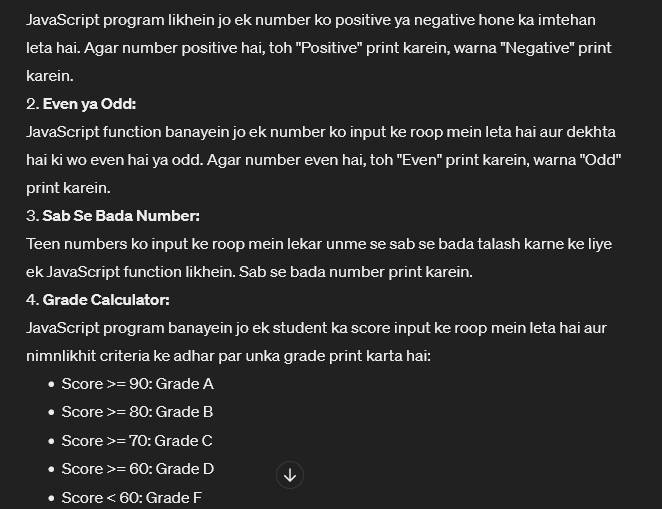 JavaScript program likhein jo ek number ko positive ya negative hone ka imtehan
leta hai. Agar number positive hai, toh "Positive" print karein, warna "Negative" print
karein.
2. Even ya Odd:
JavaScript function banayein jo ek number ko input ke roop mein leta hai aur dekhta
hai ki wo even hai ya odd. Agar number even hai, toh "Even" print karein, warna "Odd"
print karein.
3. Sab Se Bada Number:
Teen numbers ko input ke roop mein lekar unme se sab se bada talash karne ke liye
ek JavaScript function likhein. Sab se bada number print karein.
4. Grade Calculator:
JavaScript program banayein jo ek student ka score input ke roop mein leta hai aur
nimnlikhit criteria ke adhar par unka grade print karta hai:
• Score >= 90: Grade A
• Score >= 80: Grade B
• Score >= 70: Grade C
• Score >= 60: Grade D
• Score < 60: Grade F